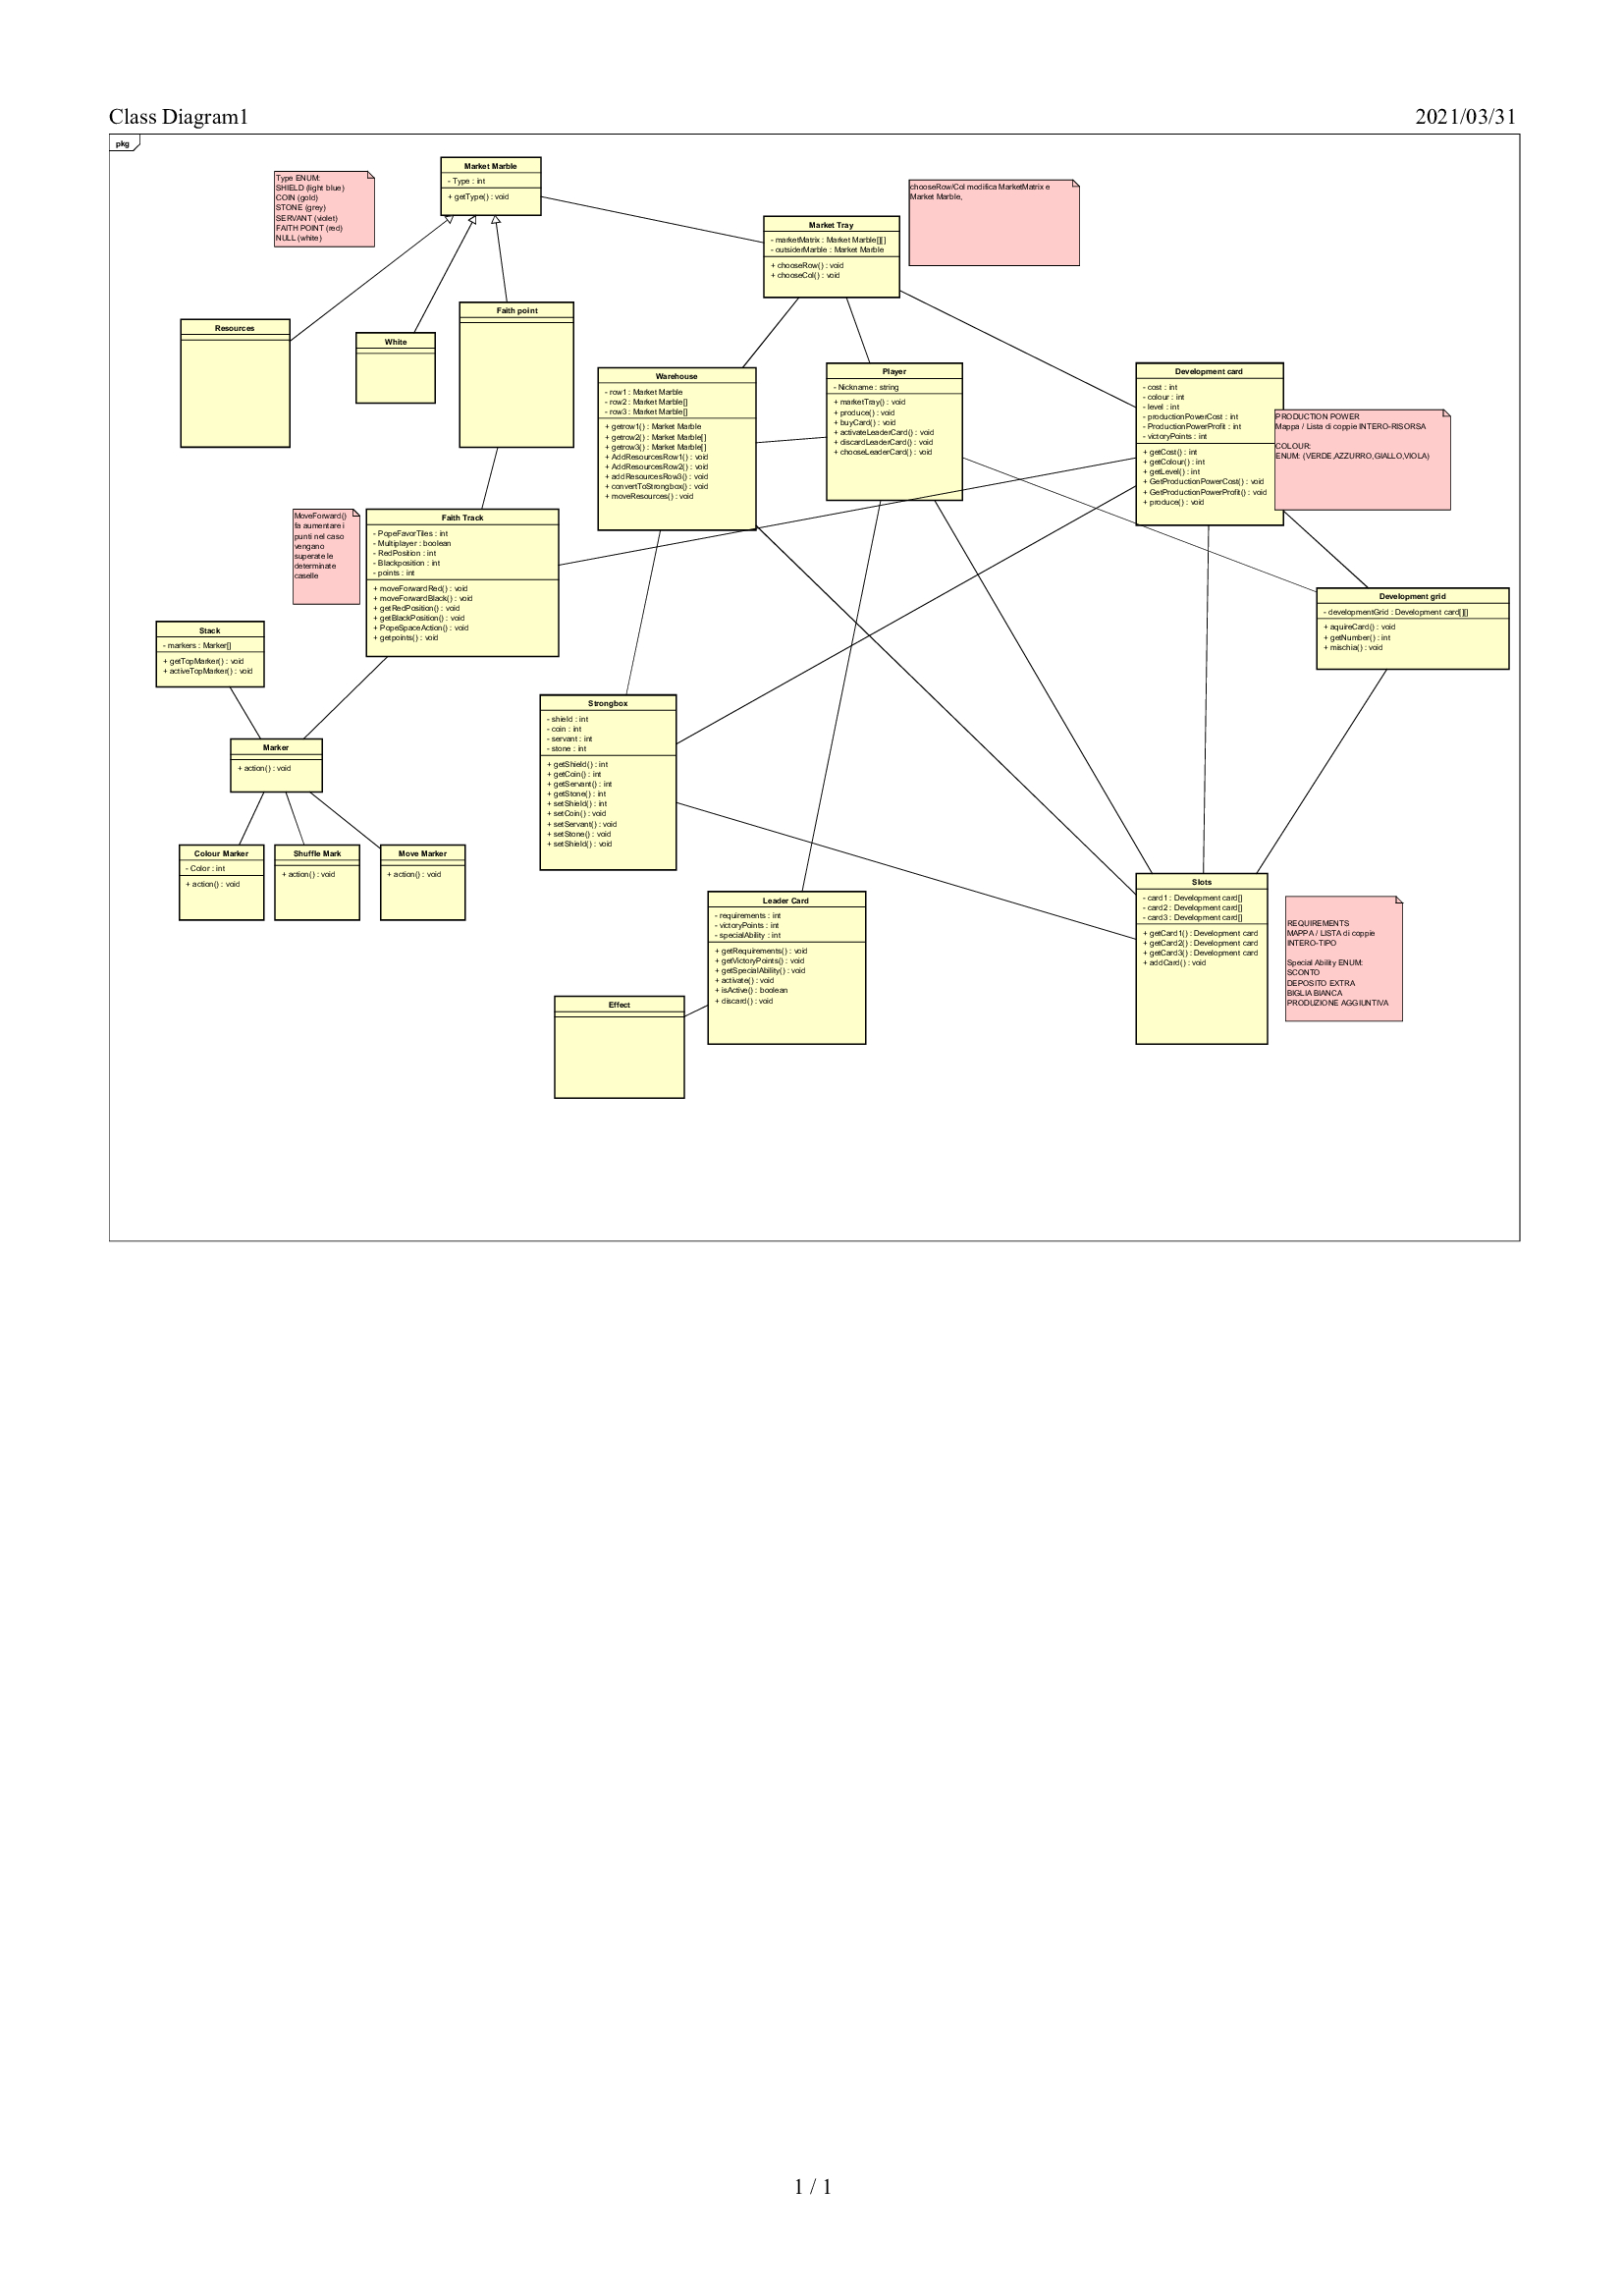 Class Diagram1
2021/03/31
pkg
Market Marble
- Type : int
+ getType() : void
Type ENUM:
SHIELD (light blue)
COIN (gold)
STONE (grey)
SERVANT (violet)
FAITH POINT (red)
NULL (white)
chooseRow/Col modifica MarketMatrix e
Market Marble,
Market Tray
- marketMatrix : Market Marble[][]
- outsiderMarble : Market Marble
+ chooseRow() : void
+ chooseCol() : void
Resources
White
Faith point
Warehouse
- row1 : Market Marble
- row2 : Market Marble[]
- row3 : Market Marble[]
+ getrow1() : Market Marble
+ getrow2() : Market Marble[]
+ getrow3() : Market Marble[]
+ AddResourcesRow1() : void
+ AddResourcesRow2() : void
+ addResourcesRow3() : void
+ convertToStrongbox() : void
+ moveResources() : void
Player
- Nickname : string
+ marketTray() : void
+ produce() : void
+ buyCard() : void
+ activateLeaderCard() : void
+ discardLeaderCard() : void
+ chooseLeaderCard() : void
Development card
- cost : int
- colour : int
- level : int
- productionPowerCost : int
- ProductionPowerProfit : int
- victoryPoints : int
+ getCost() : int
+ getColour() : int
+ getLevel() : int
+ GetProductionPowerCost() : void
+ GetProductionPowerProfit() : void
+ produce() : void
PRODUCTION POWER
Mappa / Lista di coppie INTERO-RISORSA
COLOUR:
ENUM: (VERDE,AZZURRO,GIALLO,VIOLA)
MoveForward()
fa aumentare i
punti nel caso
vengano
superate le
determinate
caselle
Faith Track
- PopeFavorTiles : int
- Multiplayer : boolean
- RedPosition : int
- Blackposition : int
- points : int
+ moveForwardRed() : void
+ moveForwardBlack() : void
+ getRedPosition() : void
+ getBlackPosition() : void
+ PopeSpaceAction() : void
+ getpoints() : void
Development grid
- developmentGrid : Development card[][]
+ aquireCard() : void
+ getNumber() : int
+ mischia() : void
Stack
- markers : Marker[]
+ getTopMarker() : void
+ activeTopMarker() : void
Marker
+ action() : void
Strongbox
- shield : int
- coin : int
- servant : int
- stone : int
+ getShield() : int
+ getCoin() : int
+ getServant() : int
+ getStone() : int
+ setShield() : int
+ setCoin() : void
+ setServant() : void
+ setStone() : void
+ setShield() : void
Colour Marker
- Color : int
+ action() : void
Shuffle Mark
+ action() : void
Move Marker
+ action() : void
Leader Card
- requirements : int
- victoryPoints : int
- specialAbility : int
+ getRequirements() : void
+ getVictoryPoints() : void
+ getSpecialAbility() : void
+ activate() : void
+ isActive() : boolean
+ discard() : void
Slots
- card1 : Development card[]
- card2 : Development card[]
- card3 : Development card[]
+ getCard1() : Development card
+ getCard2() : Development card
+ getCard3() : Development card
+ addCard() : void
REQUIREMENTS
MAPPA / LISTA di coppie
INTERO-TIPO
Special Ability ENUM:
SCONTO
DEPOSITO EXTRA
BIGLIA BIANCA
PRODUZIONE AGGIUNTIVA
Effect
1 / 1